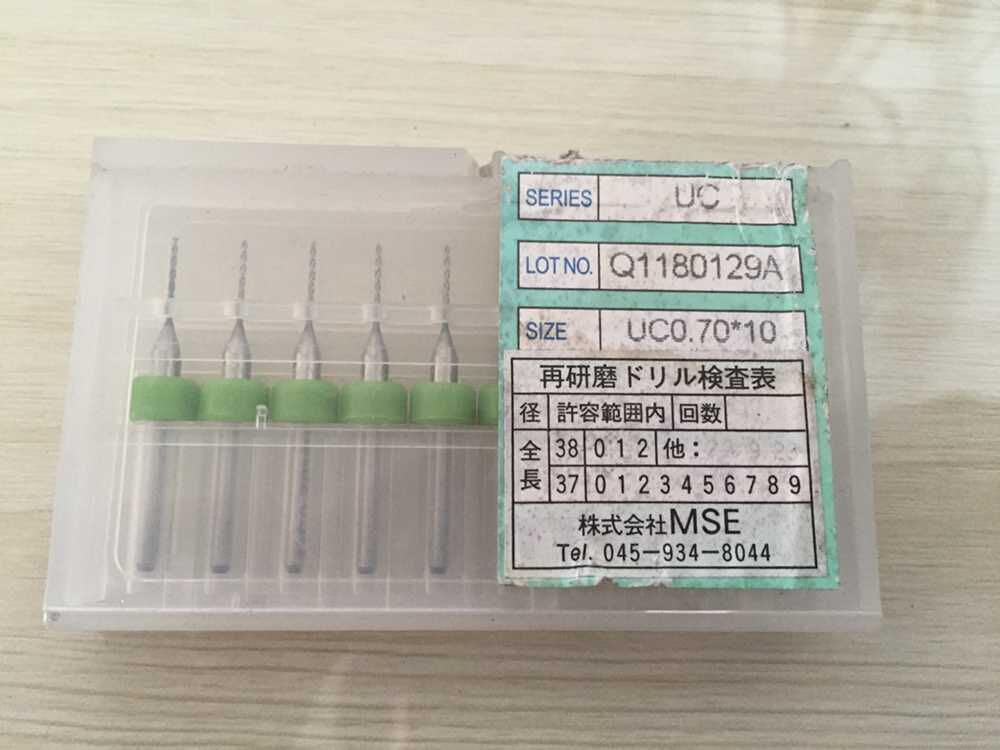 SERIES UC
LOT NO. Q1180129A
SIZE UC0.70*10
再研磨ドリル検査表
径 許容範囲内 回数
全長 38 0 1 2 他:
37 0 1 2 3 4 5 6 7 8 9
株式会社MSE
Tel. 045-934-8044